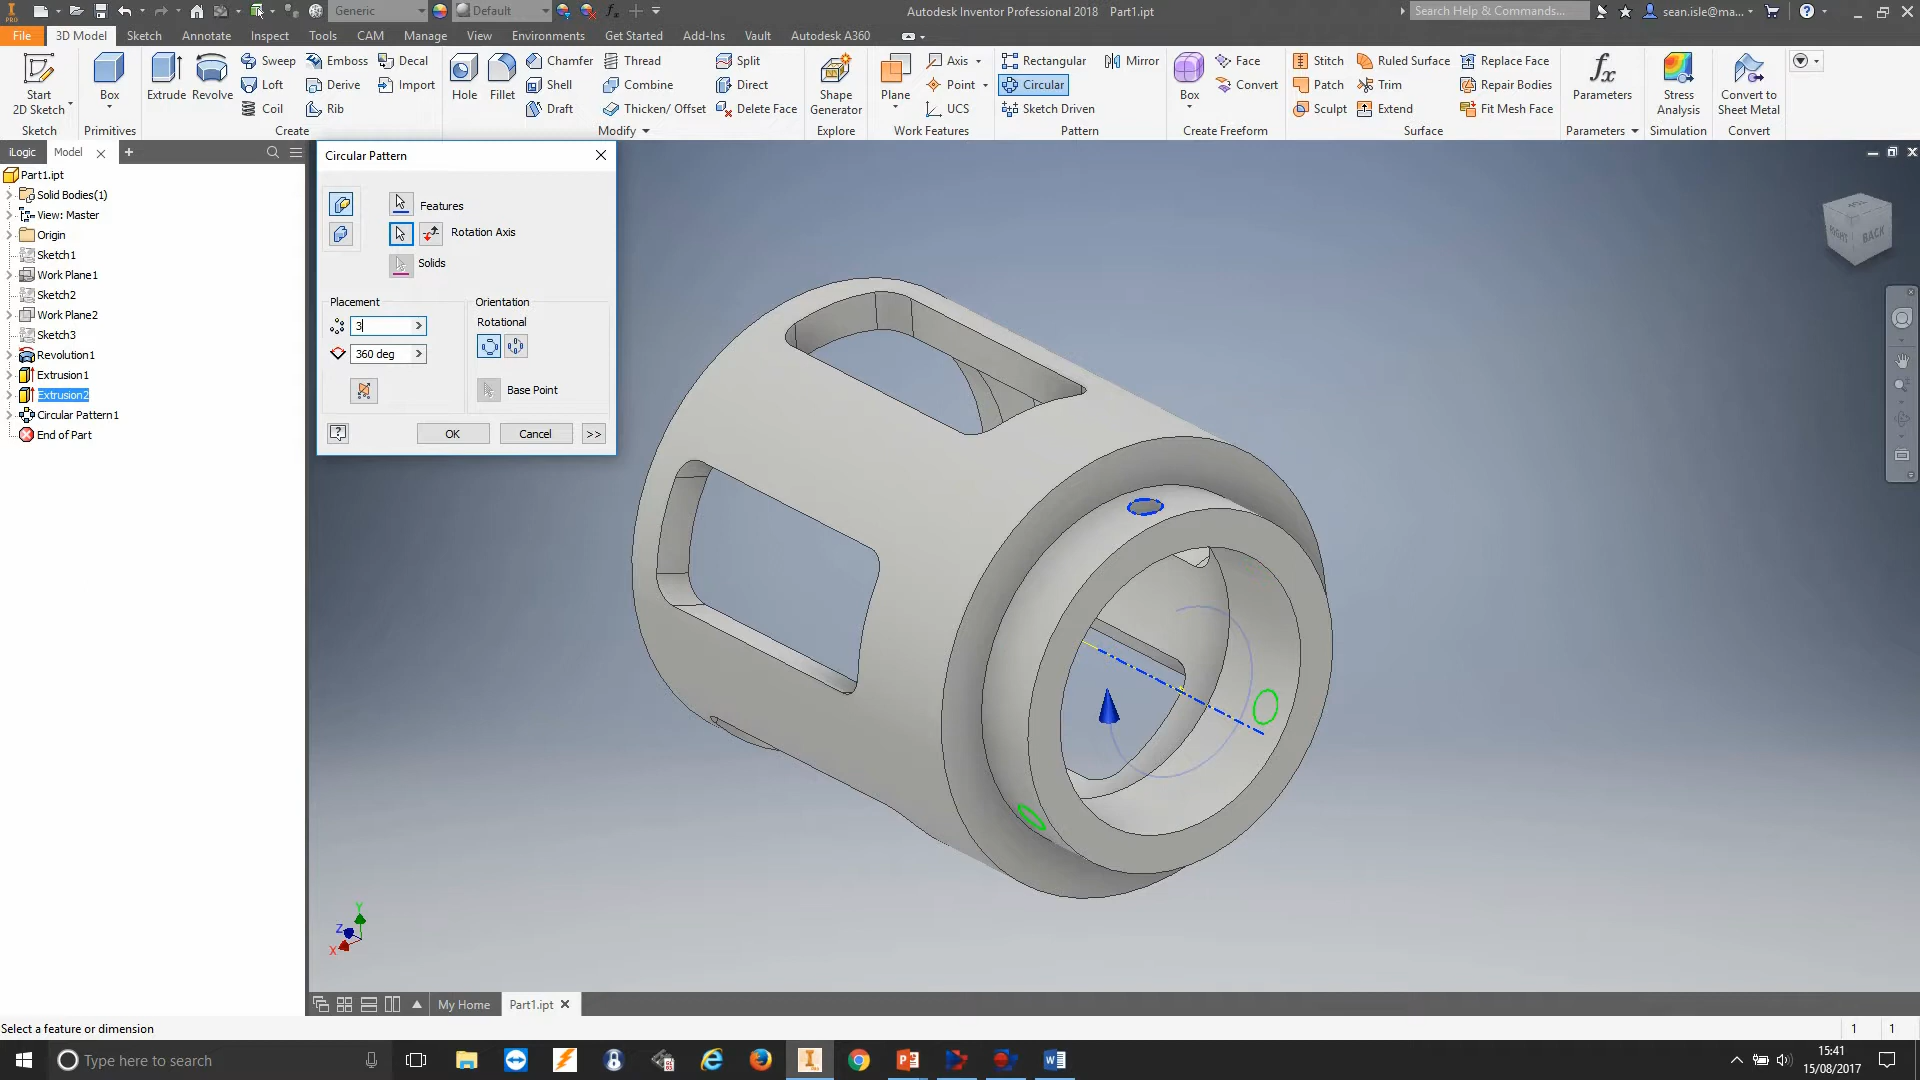 Generic
Default
Autodesk Inventor Professional 2018 Part1.ipt
Search Help & Commands...
sean.isle@ma...
PRO
File 3D Model Sketch Annotate Inspect Tools CAM Manage View Environments Get Started Add-Ins Vault Autodesk A360
Start
2D Sketch
Sketch
Box
Primitives
Extrude
Revolve
Sweep
Loft
Coil
Emboss
Derive
Rib
Decal
Import
Create
Hole
Fillet
Chamfer
Shell
Draft
Thread
Combine
Thicken/ Offset
Split
Direct
Delete Face
Modify
Shape
Generator
Explore
Plane
Axis
Point
UCS
Work Features
Rectangular
Circular
Sketch Driven
Mirror
Pattern
Box
Face
Convert
Create Freeform
Stitch
Patch
Sculpt
Ruled Surface
Trim
Extend
Replace Face
Repair Bodies
Fit Mesh Face
Surface
fx
Parameters
Parameters
Stress
Analysis
Simulation
Convert to
Sheet Metal
Convert
iLogic Model
Part1.ipt
Solid Bodies(1)
View: Master
Origin
Sketch1
Work Plane1
Sketch2
Work Plane2
Sketch3
Revolution1
Extrusion1
Extrusion2
Circular Pattern1
End of Part
Circular Pattern
Features
Rotation Axis
Solids
Placement
3
360 deg
Orientation
Rotational
Base Point
OK
Cancel
>>
RIGHT
BACK
Y
Z
X
My Home
Part1.ipt
Select a feature or dimension
1 1
Type here to search
15:41
15/08/2017